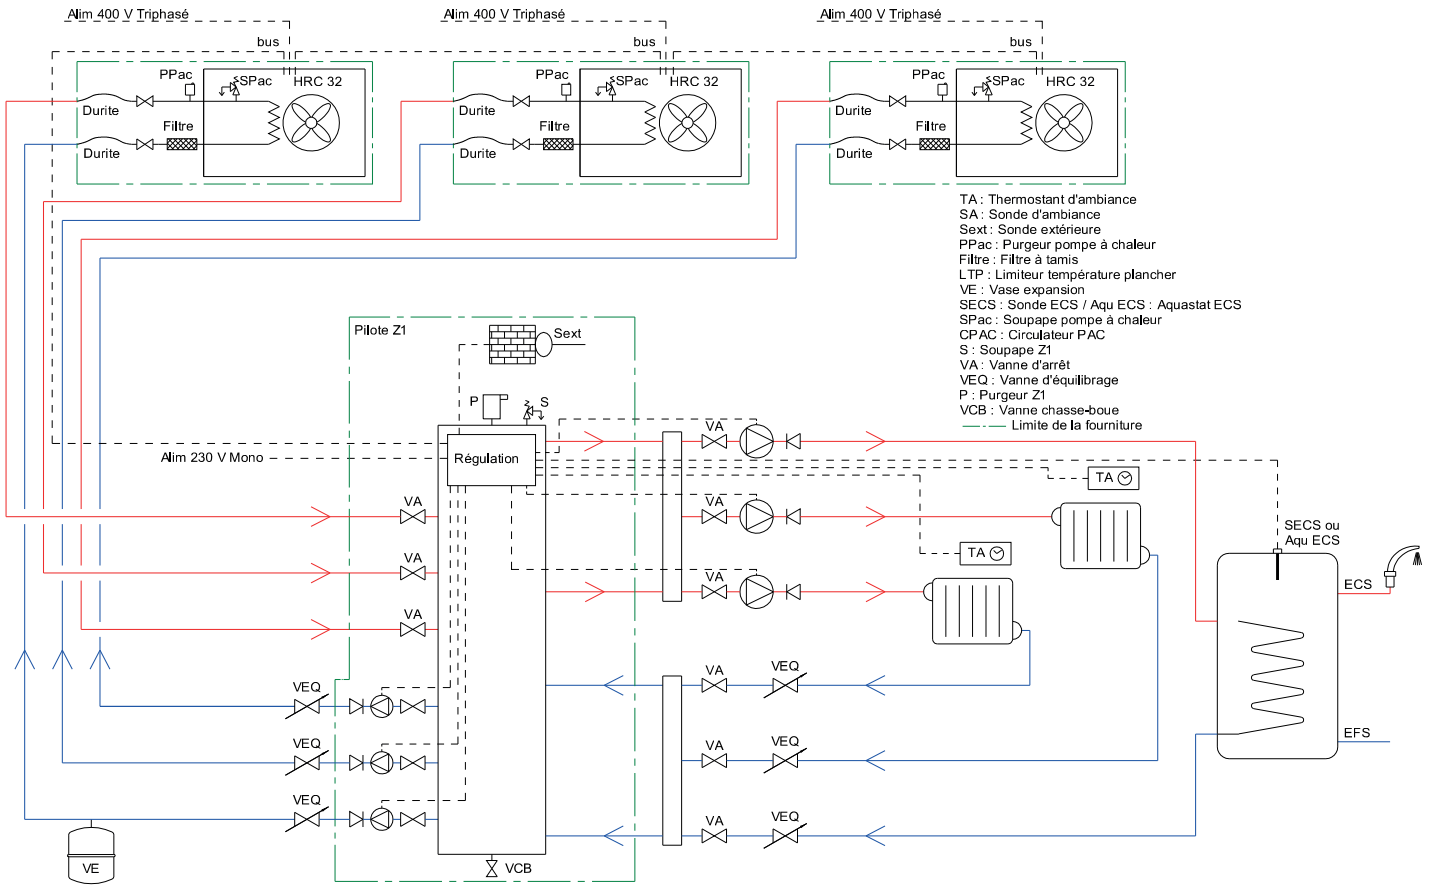 Alim 400 V Triphasé
Alim 400 V Triphasé
Alim 400 V Triphasé
bus
bus
bus
PPac
SPac
HRC 32
PPac
SPac
HRC 32
PPac
SPac
HRC 32
Durite
Filtre
Durite
Filtre
Durite
Filtre
Durite
Durite
Durite
TA : Thermostant d'ambiance
SA : Sonde d'ambiance
Sext : Sonde extérieure
PPac : Purgeur pompe à chaleur
Filtre : Filtre à tamis
LTP : Limiteur température plancher
VE : Vase expansion
SECS : Sonde ECS / Aqu ECS : Aquastat ECS
SPac : Soupape pompe à chaleur
CPAC : Circulateur PAC
S : Soupape Z1
VA : Vanne d'arrêt
VEQ : Vanne d'équilibrage
P : Purgeur Z1
VCB : Vanne chasse-boue
Limite de la fourniture
Pilote Z1
Sext
P
S
VA
Alim 230 V Mono
Régulation
TA
VA
VA
SECS ou
Aqu ECS
TA
VA
VA
ECS
VA
VA
VEQ
VEQ
EFS
VEQ
VA
VEQ
VEQ
VA
VEQ
VE
VCB